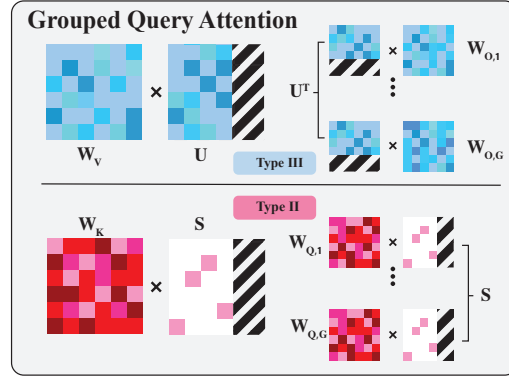 Grouped Query Attention
W_V
×
U
U^T
×
W_{O,1}
×
W_{O,G}
Type III
Type II
W_K
×
S
W_{Q,1}
×
W_{Q,G}
×
S